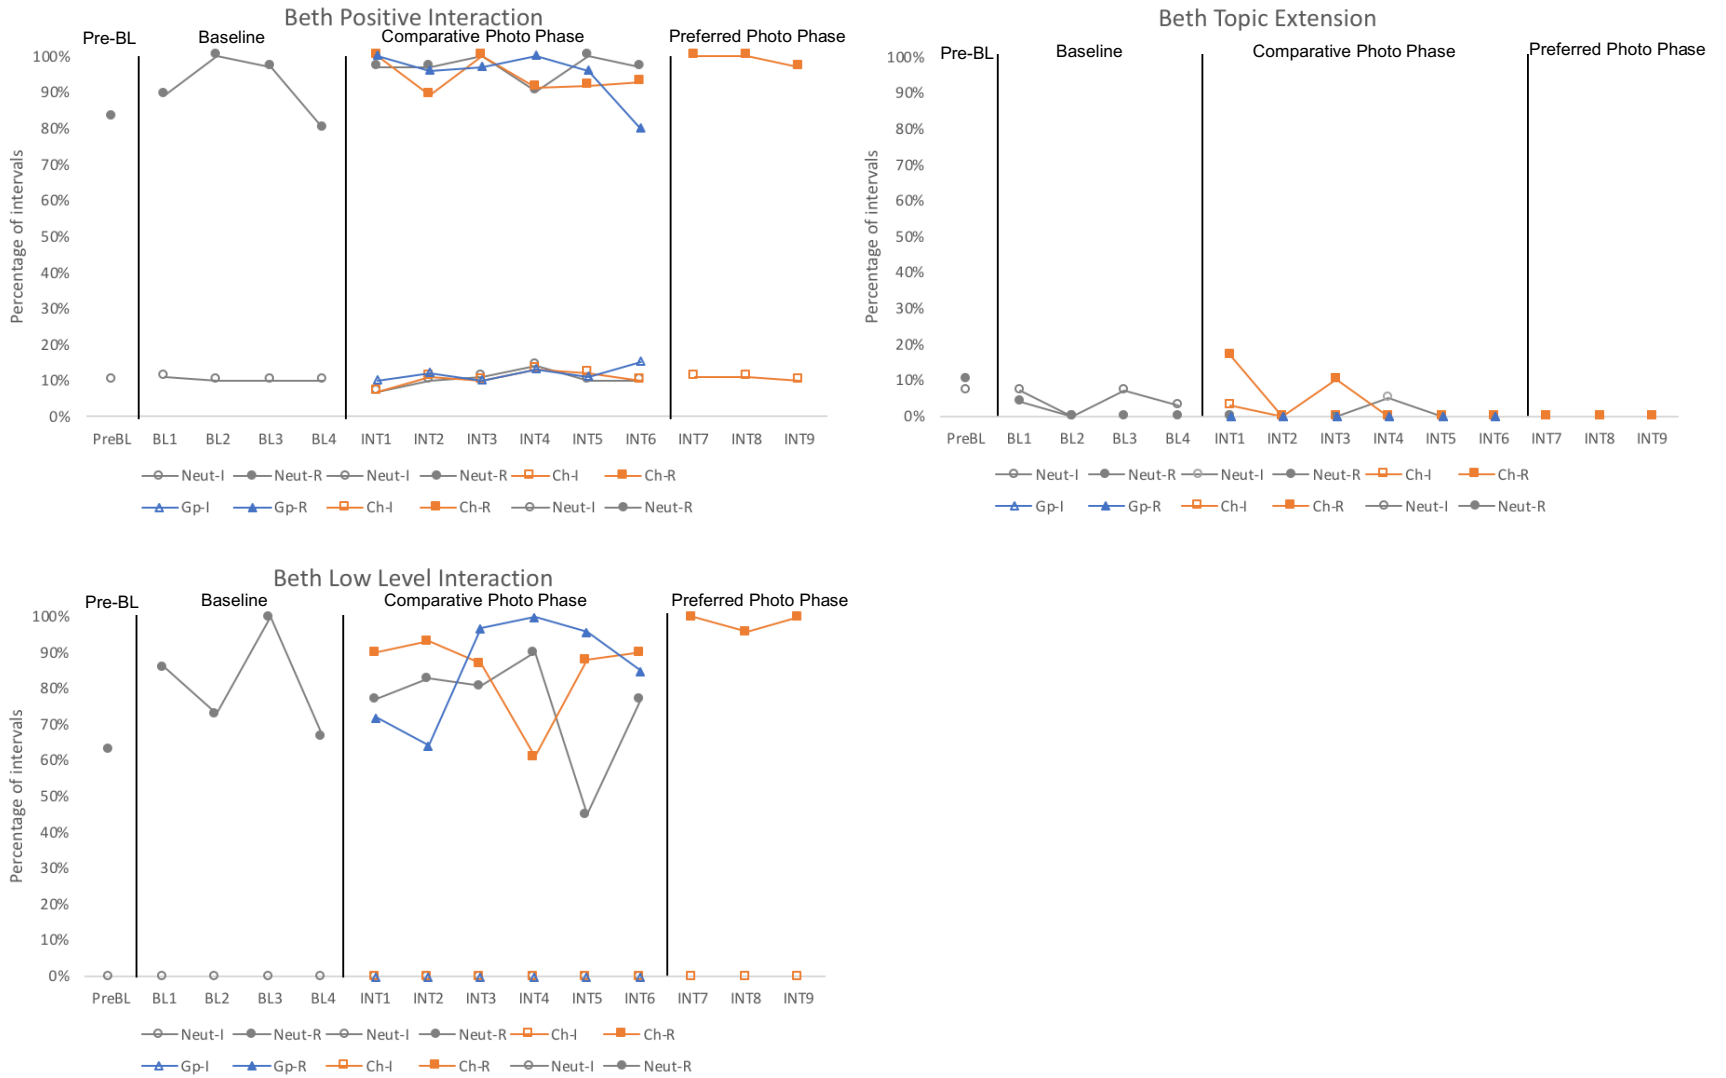 Beth Positive Interaction
Pre-BL Baseline Comparative Photo Phase Preferred Photo Phase
100%
90%
80%
70%
60%
50%
40%
30%
20%
10%
0%
Percentage of intervals
PreBL BL1 BL2 BL3 BL4 INT1 INT2 INT3 INT4 INT5 INT6 INT7 INT8 INT9
Neut-I Neut-R Neut-I Neut-R Ch-I Ch-R
Gp-I Gp-R Ch-I Ch-R Neut-I Neut-R
Beth Topic Extension
Pre-BL Baseline Comparative Photo Phase Preferred Photo Phase
100%
90%
80%
70%
60%
50%
40%
30%
20%
10%
0%
Percentage of intervals
PreBL BL1 BL2 BL3 BL4 INT1 INT2 INT3 INT4 INT5 INT6 INT7 INT8 INT9
Neut-I Neut-R Neut-I Neut-R Ch-I Ch-R
Gp-I Gp-R Ch-I Ch-R Neut-I Neut-R
Beth Low Level Interaction
Pre-BL Baseline Comparative Photo Phase Preferred Photo Phase
100%
90%
80%
70%
60%
50%
40%
30%
20%
10%
0%
Percentage of intervals
PreBL BL1 BL2 BL3 BL4 INT1 INT2 INT3 INT4 INT5 INT6 INT7 INT8 INT9
Neut-I Neut-R Neut-I Neut-R Ch-I Ch-R
Gp-I Gp-R Ch-I Ch-R Neut-I Neut-R